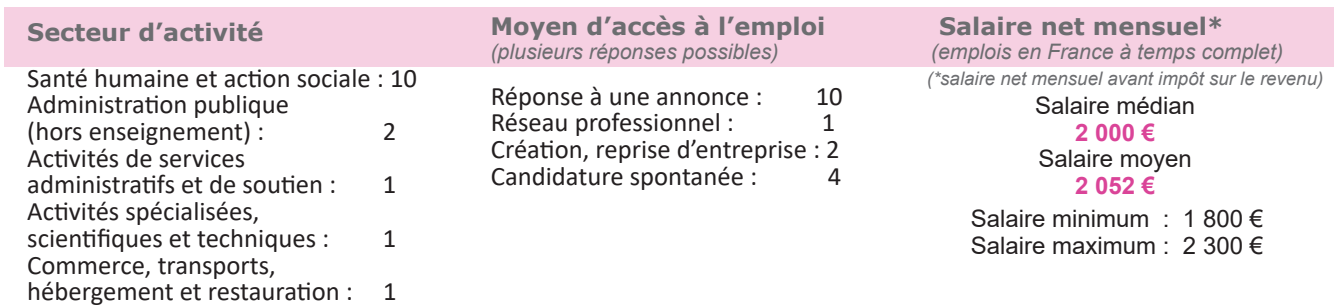 Secteur d’activité
Santé humaine et action sociale : 10
Administration publique
(hors enseignement) : 2
Activités de services
administratifs et de soutien : 1
Activités spécialisées,
scientifiques et techniques : 1
Commerce, transports,
hébergement et restauration : 1
Moyen d’accès à l’emploi
(plusieurs réponses possibles)
Réponse à une annonce : 10
Réseau professionnel : 1
Création, reprise d’entreprise : 2
Candidature spontanée : 4
Salaire net mensuel*
(emplois en France à temps complet)
(*salaire net mensuel avant impôt sur le revenu)
Salaire médian
2 000 €
Salaire moyen
2 052 €
Salaire minimum : 1 800 €
Salaire maximum : 2 300 €